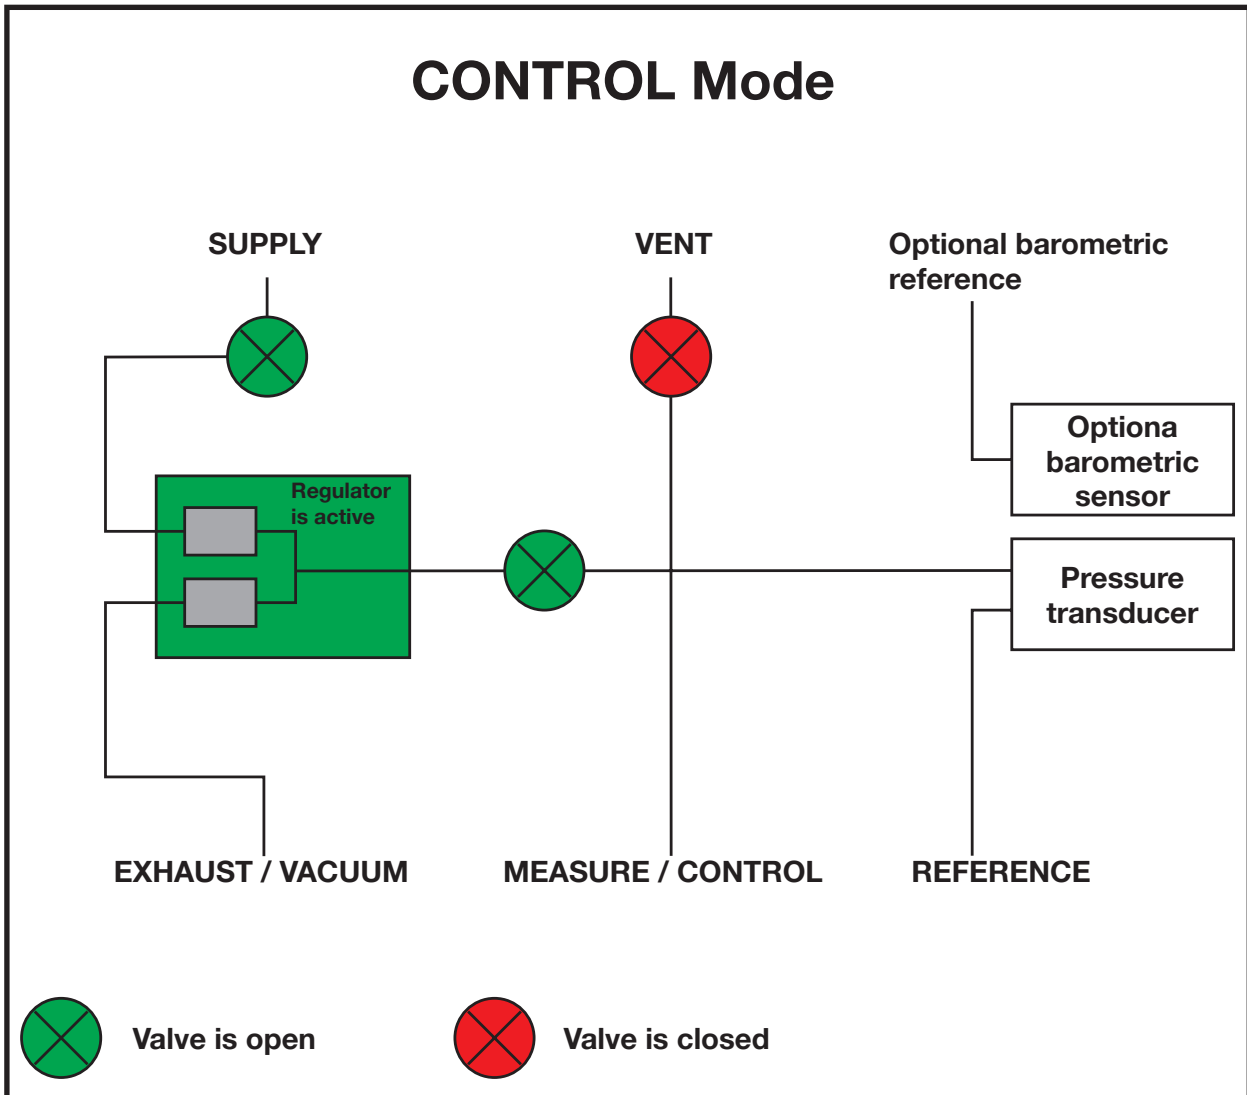 CONTROL Mode
SUPPLY
VENT
Optional barometric
reference
Optiona
barometric
sensor
Regulator
is active
Pressure
transducer
EXHAUST / VACUUM
MEASURE / CONTROL
REFERENCE
Valve is open
Valve is closed